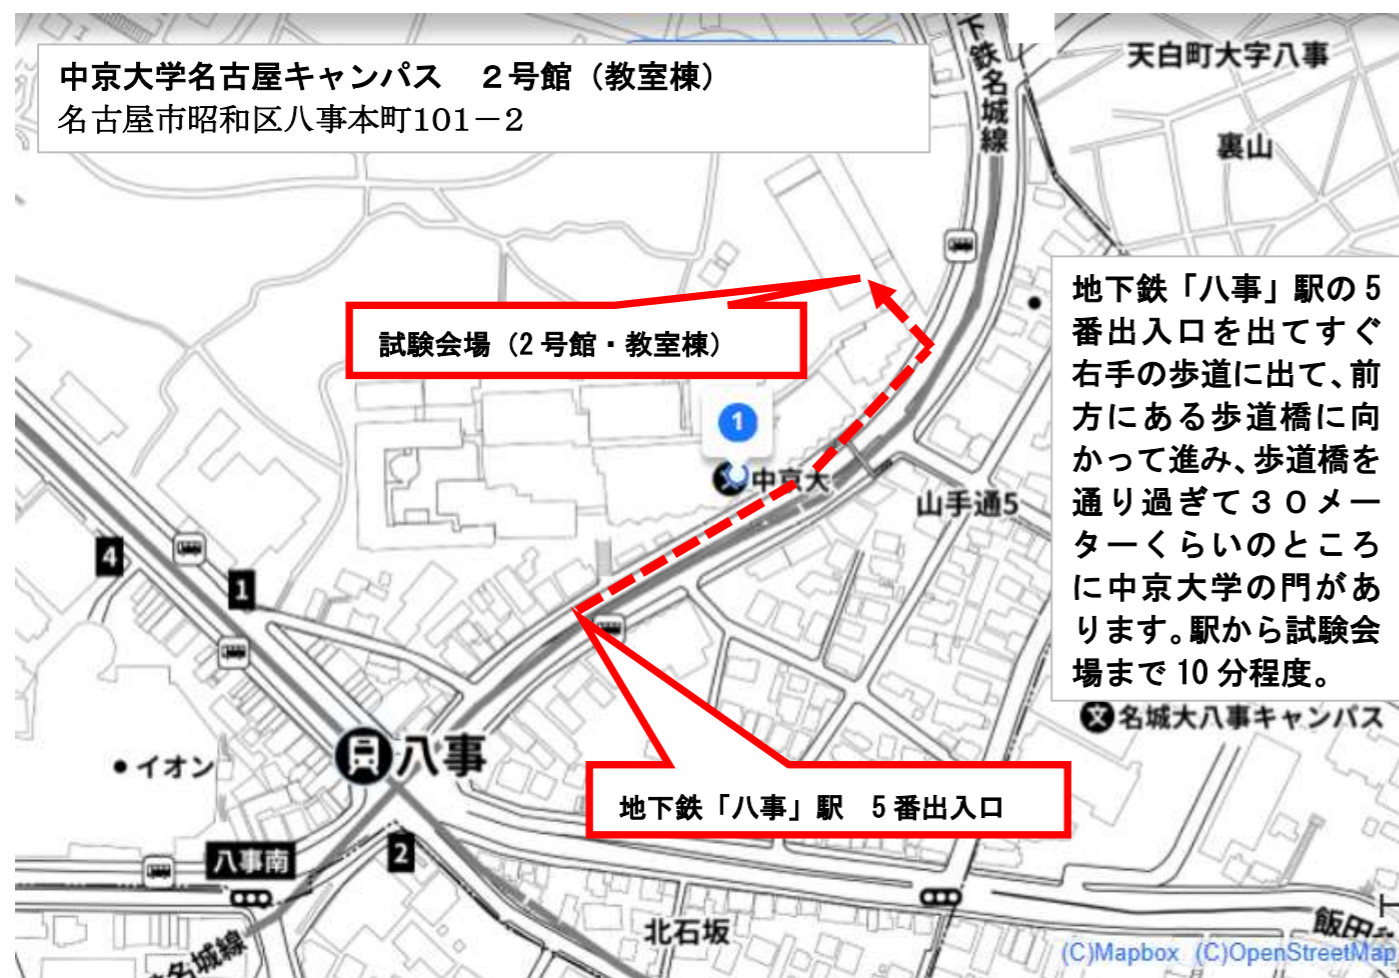 中京大学名古屋キャンパス　２号館（教室棟）
名古屋市昭和区八事本町101－2
下鉄名城線
天白町大字八事
裏山
地下鉄「八事」駅の5
番出入口を出てすぐ
右手の歩道に出て、前
方にある歩道橋に向
かって進み、歩道橋を
通り過ぎて３０メー
ターくらいのところ
に中京大学の門があ
ります。駅から試験会
場まで10分程度。
試験会場（2号館・教室棟）
1
文中京大
山手通5
4
1
文名城大八事キャンパス
八事
イオン
地下鉄「八事」駅　5番出入口
八事南
2
北石坂
名城線
飯田
(C)Mapbox (C)OpenStreetMap